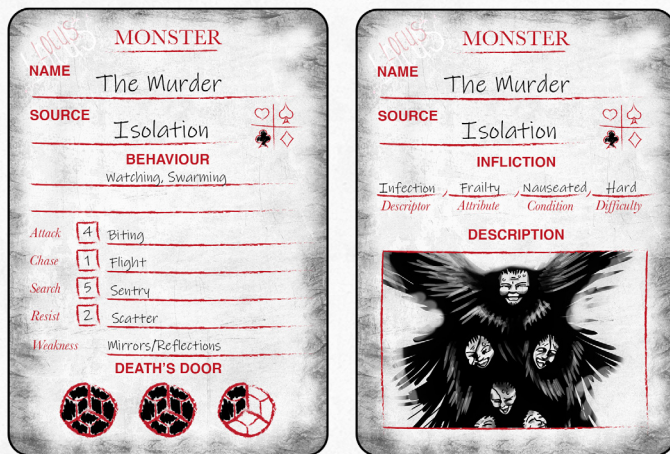 MONSTER
NAME
The Murder
SOURCE
Isolation
BEHAVIOUR
Watching, Swarming
Attack 4 Biting
Chase 1 Flight
Search 5 Sentry
Resist 2 Scatter
Weakness Mirrors/Reflections
DEATH'S DOOR
MONSTER
NAME
The Murder
SOURCE
Isolation
INFLICTION
Infection, Frailty, Nauseated, Hard
Descriptor Attribute Condition Difficulty
DESCRIPTION